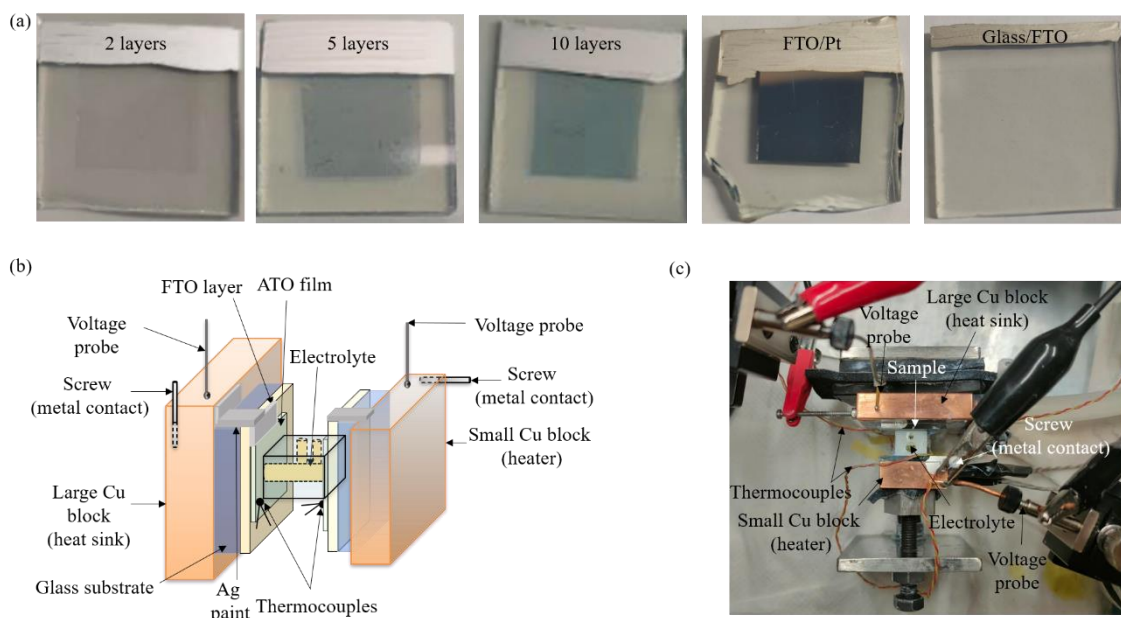 (a)
2 layers
5 layers
10 layers
FTO/Pt
Glass/FTO
(b)
FTO layer
ATO film
Voltage
probe
Electrolyte
Voltage probe
Screw
(metal contact)
Screw
(metal contact)
Small Cu block
(heater)
Large Cu
block
(heat sink)
Glass substrate
Ag
paint
Thermocouples
(c)
Large Cu block
(heat sink)
Voltage
probe
Sample
Screw
(metal contact)
Thermocouples
Small Cu block
(heater)
Electrolyte
Voltage
probe